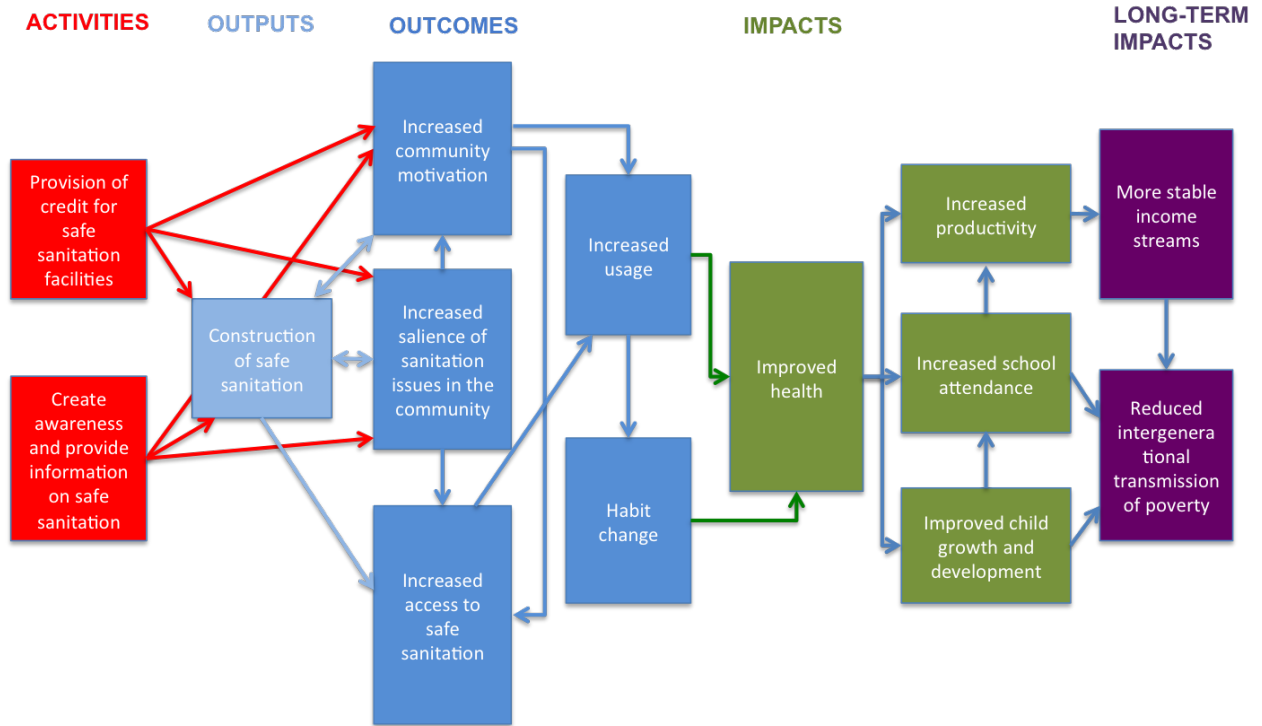 ACTIVITIES
OUTPUTS
OUTCOMES
IMPACTS
LONG-TERM
IMPACTS
Provision of
credit for
safe
sanitation
facilities
Create
awareness
and provide
information
on safe
sanitation
Construction
of safe
sanitation
Increased
community
motivation
Increased
salience of
sanitation
issues in the
community
Increased
access to
safe
sanitation
Increased
usage
Habit
change
Improved
health
Increased
productivity
Increased school
attendance
Improved child
growth and
development
More stable
income
streams
Reduced
intergenera
tional
transmission
of poverty